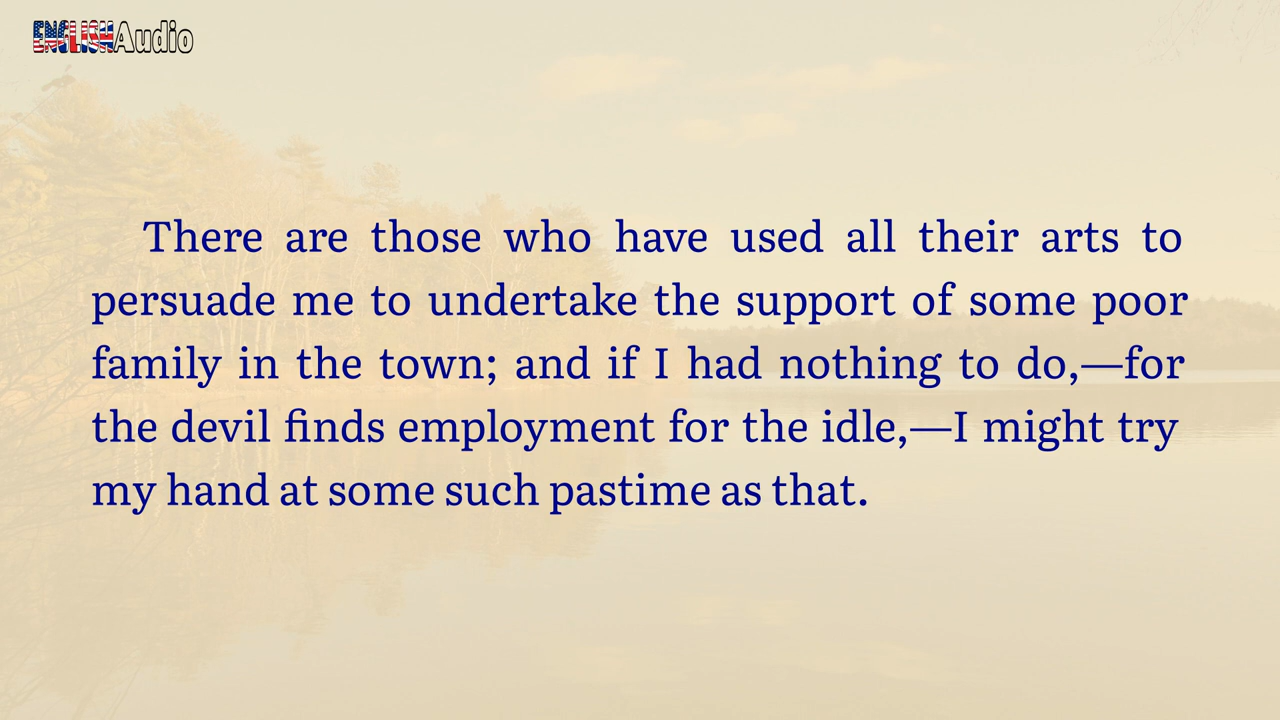 ENGLISHAudio
There are those who have used all their arts to
persuade me to undertake the support of some poor
family in the town; and if I had nothing to do,—for
the devil finds employment for the idle,—I might try
my hand at some such pastime as that.